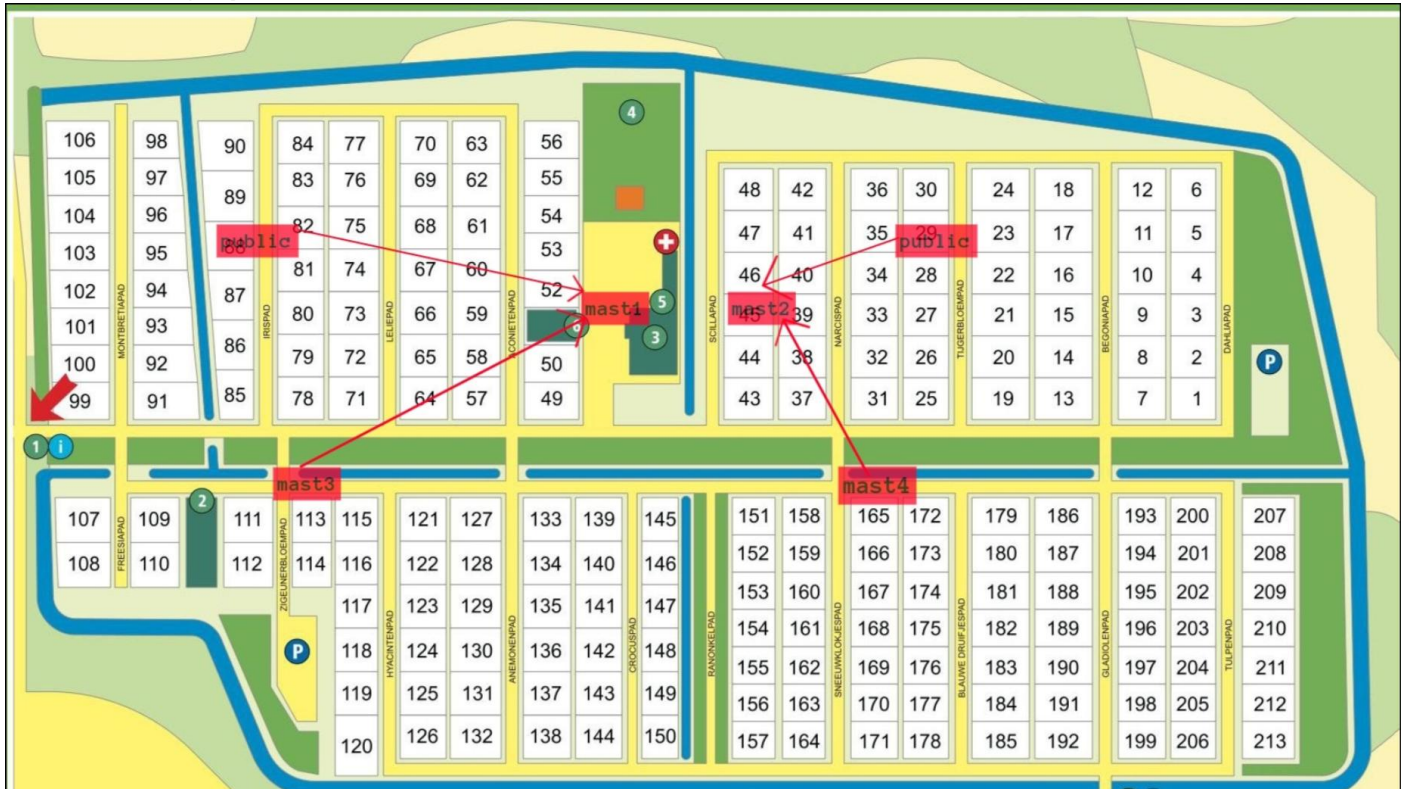 4
106 98 90 84 77 70 63 56
105 97 89 83 76 69 62 55 48 42 36 30 24 18 12 6
104 96 82 75 68 61 54
public 88 53 47 41 35 29 public 23 17 11 5
103 95 81 74 67 60 52 46 40 34 28 22 16 10 4
102 94 87 80 73 66 59 mast1 5 45 mast2 39 33 27 21 15 9 3
101 93 86 6 3
MONTBRETIAPAD IRISPAD LELIEPAD ACONIETENPAD SCILLAPAD NARCISPAD TIJGERBLOEMPAD BEGONIAPAD DAHLIAPAD
100 92 79 72 65 58 50 44 38 32 26 20 14 8 2 P
99 91 85 78 71 64 57 49 43 37 31 25 19 13 7 1
1 i
mast3 mast4
2
107 109 111 113 115 121 127 133 139 145 151 158 165 172 179 186 193 200 207
108 110 112 114 116 122 128 134 140 146 152 159 166 173 180 187 194 201 208
FREESIAPAD ZIGEUNERBLOEMPAD
117 123 129 135 141 147 153 160 167 174 181 188 195 202 209
P 118 124 130 136 142 148 154 161 168 175 182 189 196 203 210
HYACINTENPAD ANEMONENPAD CROCUSPAD RANONKELPAD SNEEUWKLOKJESPAD BLAUWE DRUIFJESPAD GLADIOLENPAD TULPENPAD
155 162 169 176 183 190 197 204 211
119 125 131 137 143 149 156 163 170 177 184 191 198 205 212
120 126 132 138 144 150 157 164 171 178 185 192 199 206 213